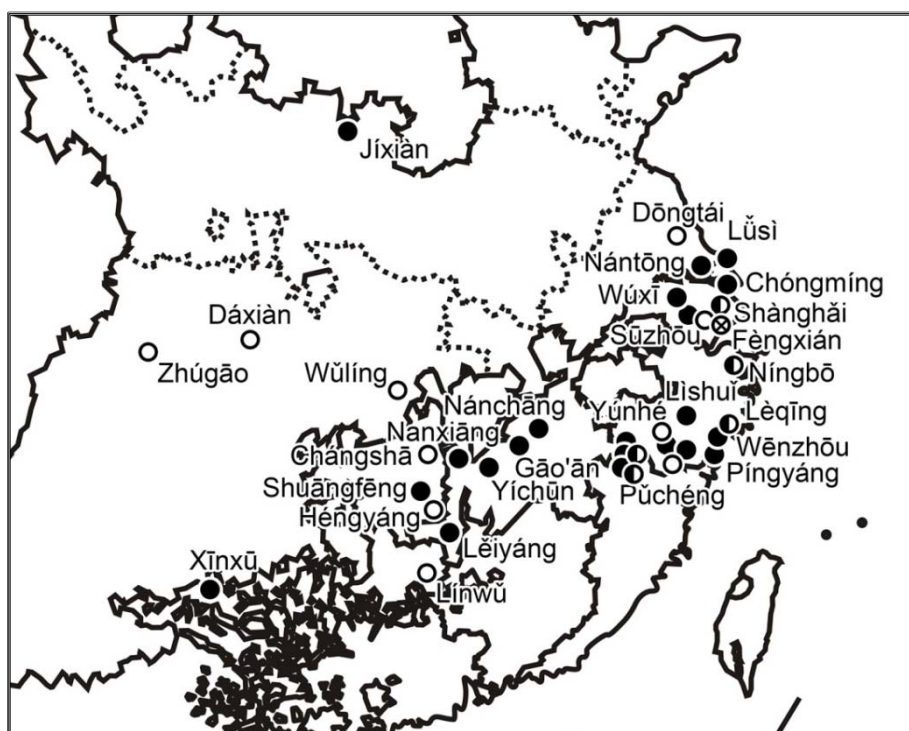 Jíxiàn
Dōngtái
Lǚsì
Nántōng
Chóngmíng
Wúxī
Shànghǎi
Sūzhōu
Fèngxián
Dáxiàn
Zhúgāo
Níngbō
Wǔlíng
Lìshuǐ
Nánchāng
Yúnhé
Lèqīng
Nanxiāng
Wēnzhōu
Chángshā
Gāo'ān
Píngyáng
Shuāngfēng
Yíchūn
Pǔchéng
Héngyáng
Lěiyáng
Xīnxū
Línwǔ